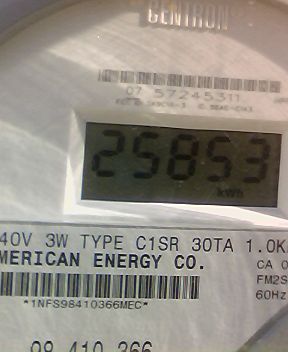 CENTRON
07 57245311
25853
kWh
40V 3W TYPE C1SR 30TA 1.0K
MERICAN ENERGY CO.
CA 0
FM2S
60Hz
*1NFS98410366MEC*
98 410 366